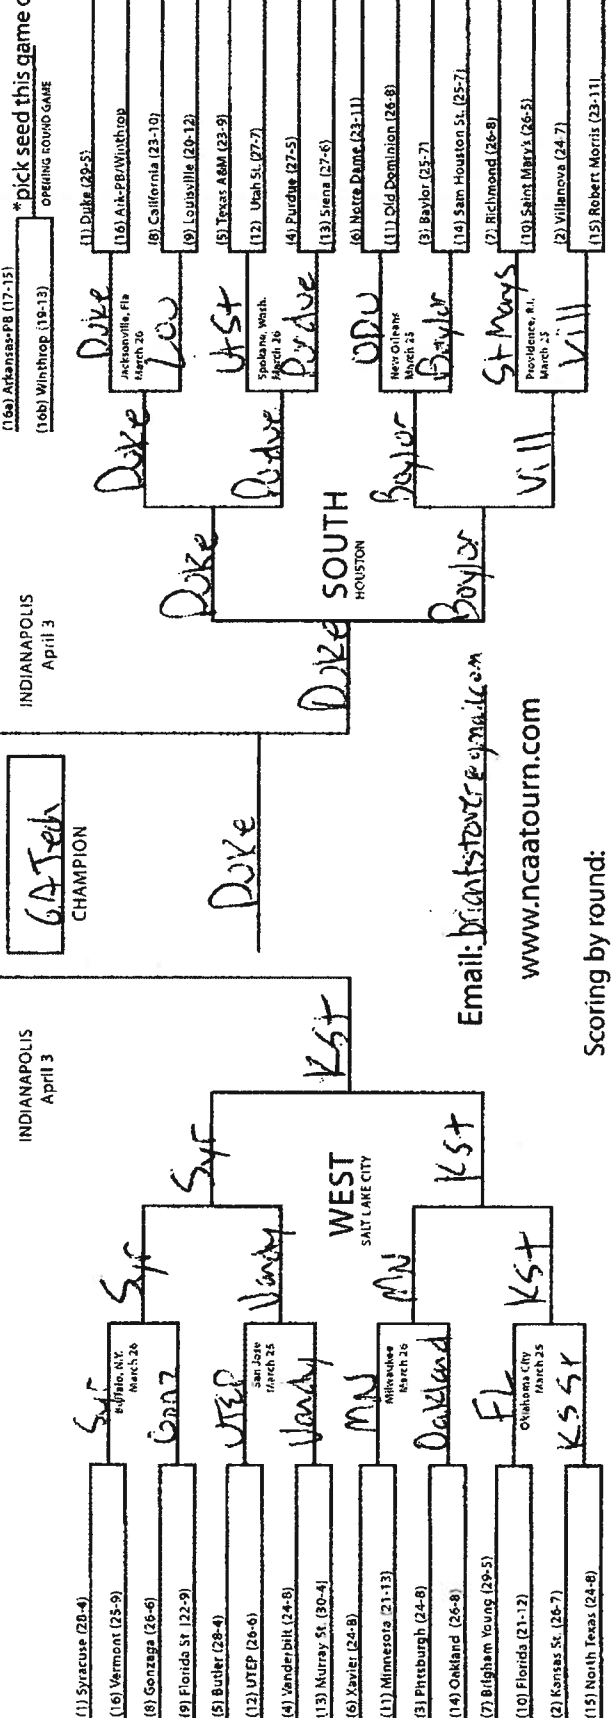 (1) Syracuse (28-4)
(16) Vermont (25-9)
(8) Gonzaga (26-6)
(9) Florida St (22-9)
(5) Butler (28-4)
(12) UTEP (26-6)
(4) Vanderbilt (24-8)
(13) Murray St. (30-4)
(6) Xavier (24-8)
(11) Minnesota (21-13)
(3) Pittsburgh (24-8)
(14) Oakland (26-8)
(7) Brigham Young (29-5)
(10) Florida (21-12)
(2) Kansas St. (26-7)
(15) North Texas (24-8)
Syr
Buffalo, N.Y.
March 26
Gonz
UTEP
San Jose
March 25
Vandy
MN
Milwaukee
March 26
Oakland
FL
Oklahoma City
March 25
KS St
Syr
Vandy
MN
KSt
Syr
WEST
SALT LAKE CITY
KSt
INDIANAPOLIS
April 3
KSt
GA Tech
CHAMPION
Duke
Email: briantstover@gmail.com
www.ncaatourn.com
Scoring by round:
INDIANAPOLIS
April 3
Duke
Duke
SOUTH
HOUSTON
Baylor
Duke
Purdue
Baylor
Vill
Duke
Jacksonville, Fla
March 26
Lou
UtSt
Spokane, Wash.
March 26
Purdue
ODU
New Orleans
March 25
Baylor
St Marys
Providence, R.I.
March 25
Vill
(16a) Arkansas-PB (17-15)
(16b) Winthrop (19-13)
*pick seed this game
OPENING ROUND GAME
(1) Duke (29-5)
(16) Ark-PB/Winthrop
(8) California (23-10)
(9) Louisville (20-12)
(5) Texas A&M (23-9)
(12) Utah St. (27-7)
(4) Purdue (27-5)
(13) Siena (27-6)
(6) Notre Dame (23-11)
(11) Old Dominion (26-8)
(3) Baylor (25-7)
(14) Sam Houston St. (25-7)
(7) Richmond (26-8)
(10) Saint Mary's (26-5)
(2) Villanova (24-7)
(15) Robert Morris (23-11)